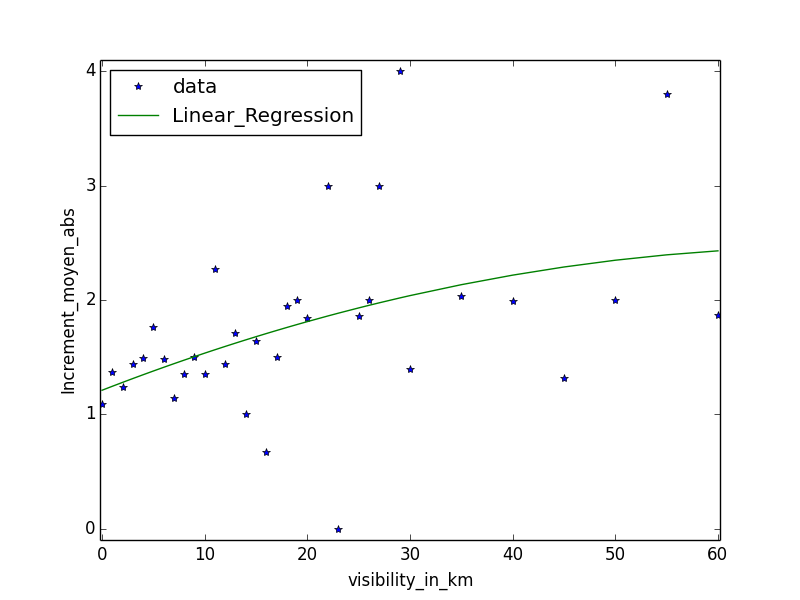 data
Linear_Regression
Increment_moyen_abs
4
3
2
1
0
0 10 20 30 40 50 60
visibility_in_km